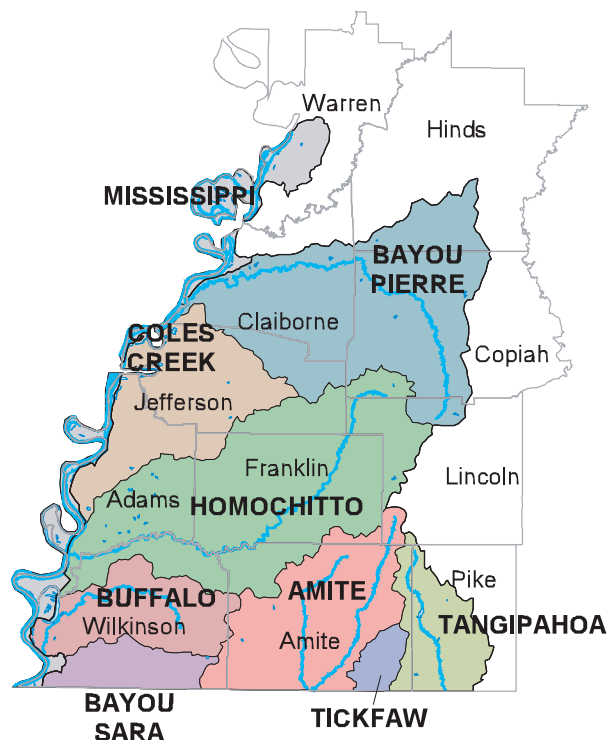 Warren
Hinds
MISSISSIPPI
BAYOU
PIERRE
Claiborne
COLES
CREEK
Copiah
Jefferson
Franklin
Lincoln
Adams
HOMOCHITTO
Pike
BUFFALO
AMITE
Wilkinson
TANGIPAHOA
Amite
BAYOU
SARA
TICKFAW